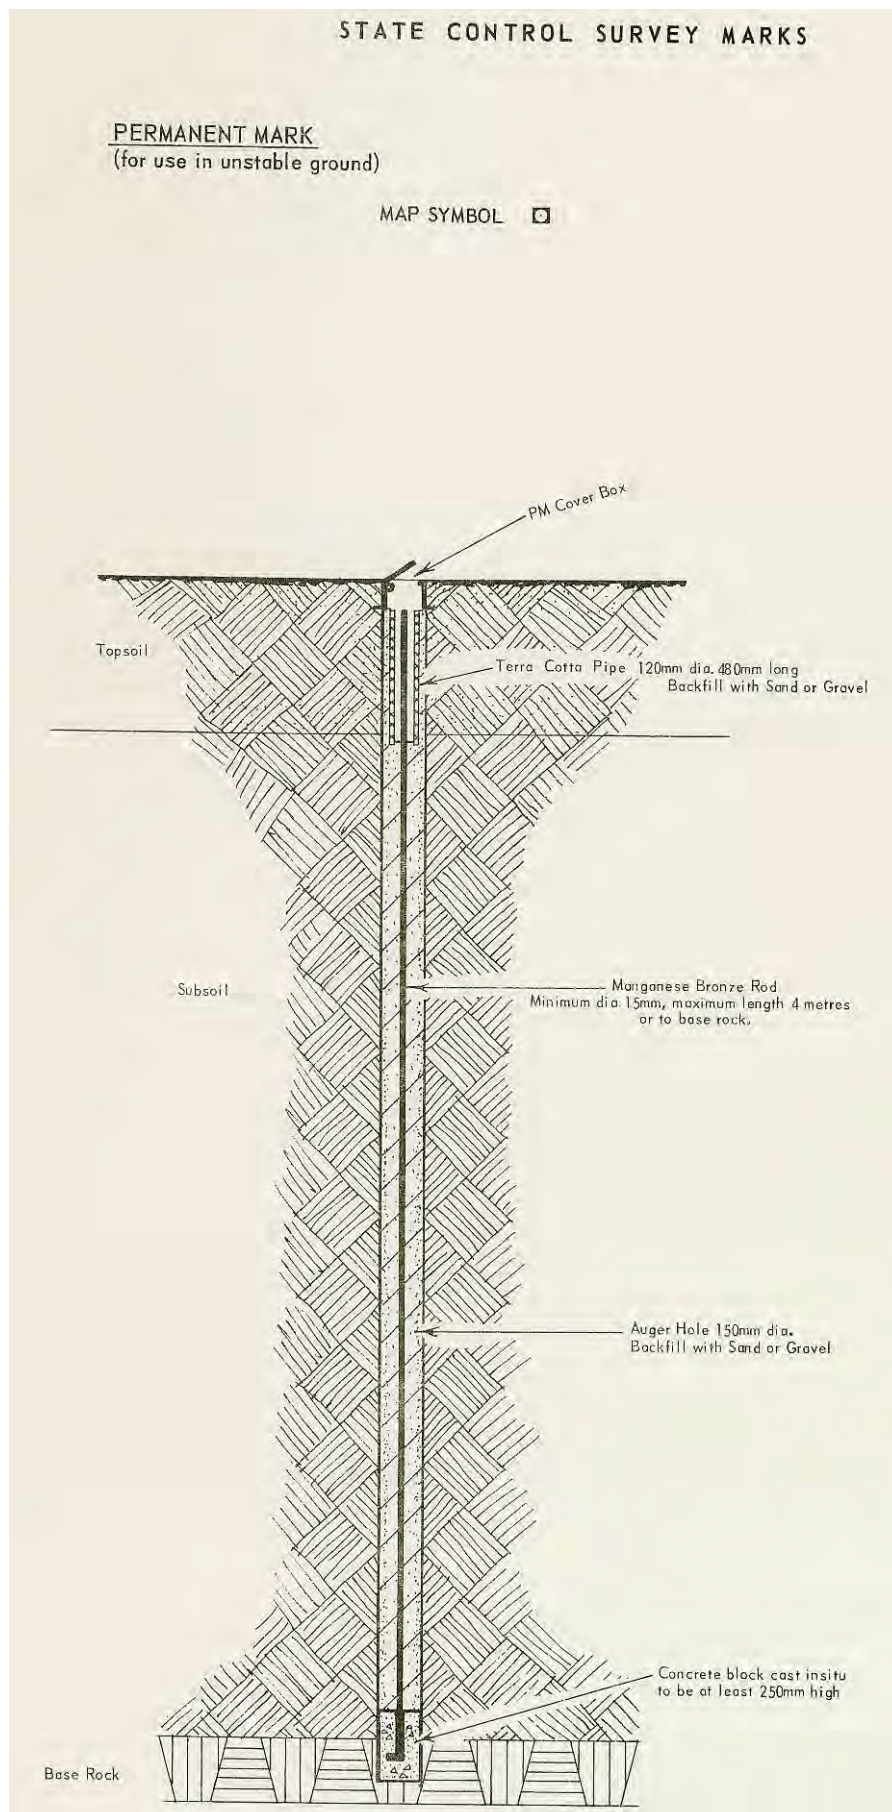 STATE CONTROL SURVEY MARKS
PERMANENT MARK
(for use in unstable ground)
MAP SYMBOL
PM Cover Box
Topsoil
Terra Cotta Pipe 120mm dia. 480mm long
Backfill with Sand or Gravel
Subsoil
Manganese Bronze Rod
Minimum dia. 15mm, maximum length 4 metres
or to base rock.
Auger Hole 150mm dia.
Backfill with Sand or Gravel
Concrete block cast insitu
to be at least 250mm high
Base Rock